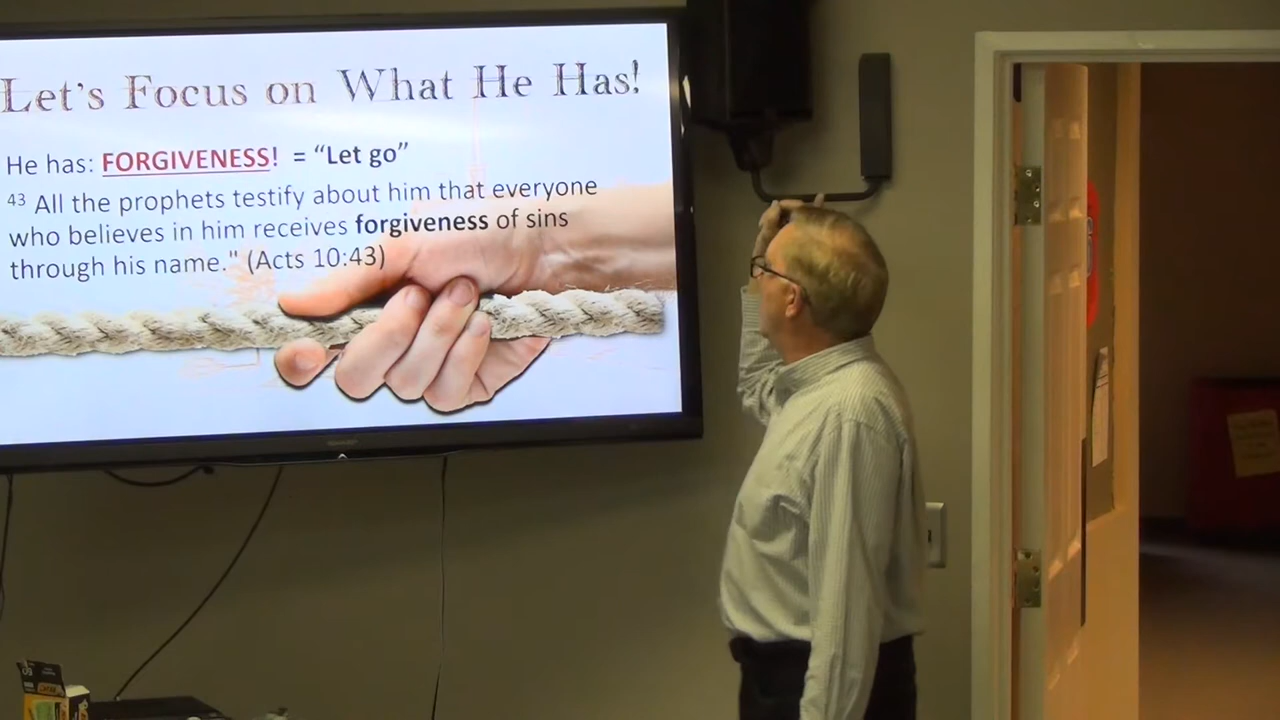 Let's Focus on What He Has!
He has: FORGIVENESS! = “Let go”
43 All the prophets testify about him that everyone
who believes in him receives forgiveness of sins
through his name." (Acts 10:43)